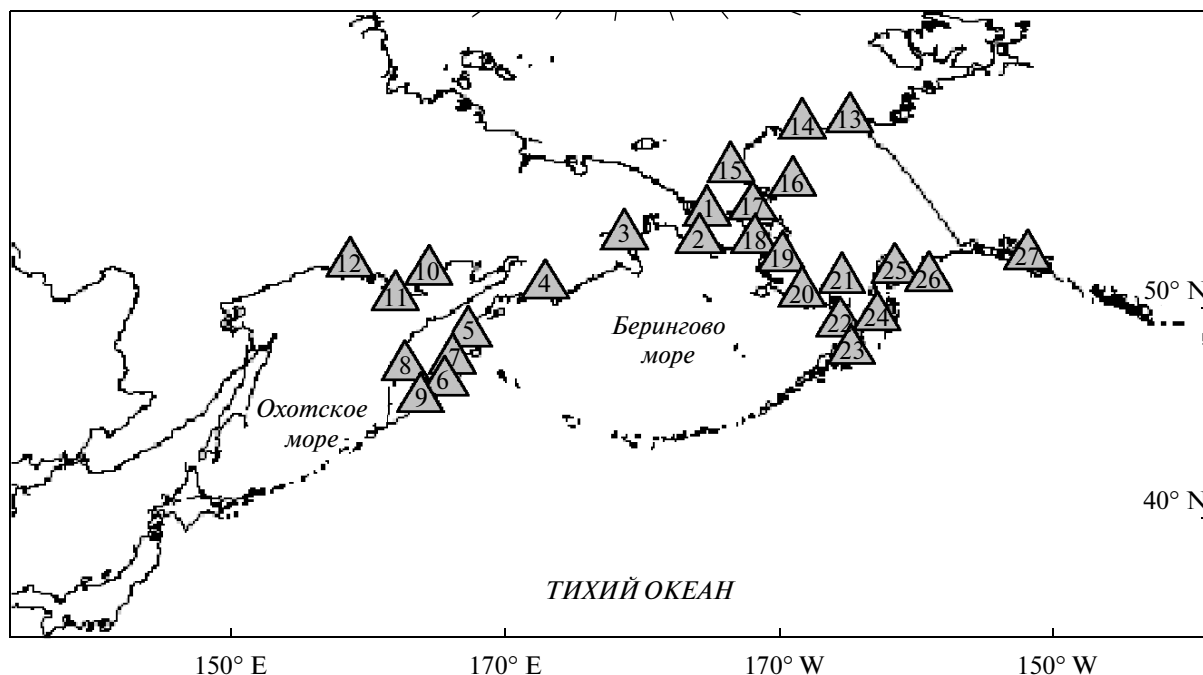 14
13
15
16
1
17
2
18
3
19
12
10
11
4
20
21
25
26
27
50° N
5
22
24
Берингово
море
8
7
6
23
9
Охотское
море
40° N
ТИХИЙ ОКЕАН
150° E
170° E
170° W
150° W